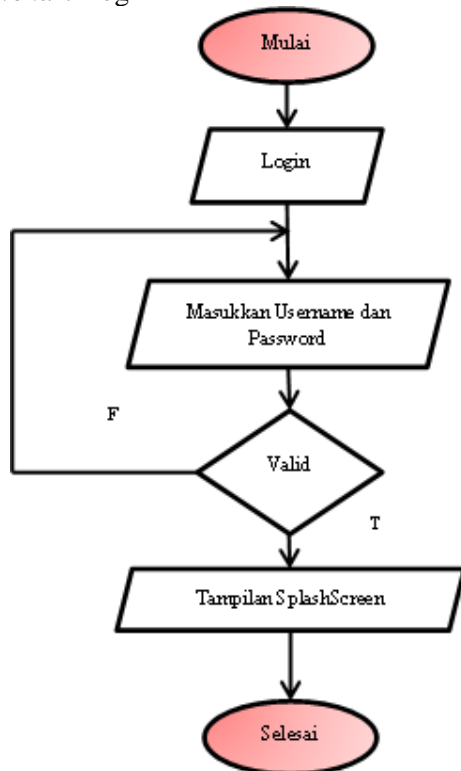 Mulai
Login
Masukkan Username dan
Password
F
Valid
T
Tampilan SplashScreen
Selesai